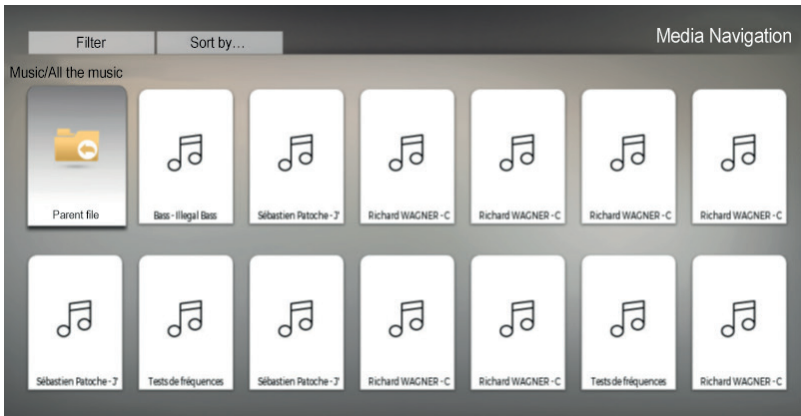 Filter
Sort by...
Media Navigation
Music/All the music
Parent file
Bass - Illegal Bass
Sébastien Patoche - J'
Richard WAGNER - C
Richard WAGNER - C
Richard WAGNER - C
Richard WAGNER - C
Sébastien Patoche - J'
Tests de fréquences
Sébastien Patoche - J'
Richard WAGNER - C
Richard WAGNER - C
Tests de fréquences
Richard WAGNER - C